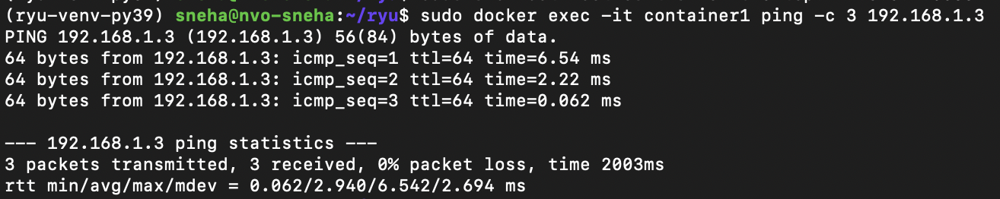 (ryu-venv-py39) sneha@nvo-sneha:~/ryu$ sudo docker exec -it container1 ping -c 3 192.168.1.3
PING 192.168.1.3 (192.168.1.3) 56(84) bytes of data.
64 bytes from 192.168.1.3: icmp_seq=1 ttl=64 time=6.54 ms
64 bytes from 192.168.1.3: icmp_seq=2 ttl=64 time=2.22 ms
64 bytes from 192.168.1.3: icmp_seq=3 ttl=64 time=0.062 ms

--- 192.168.1.3 ping statistics ---
3 packets transmitted, 3 received, 0% packet loss, time 2003ms
rtt min/avg/max/mdev = 0.062/2.940/6.542/2.694 ms